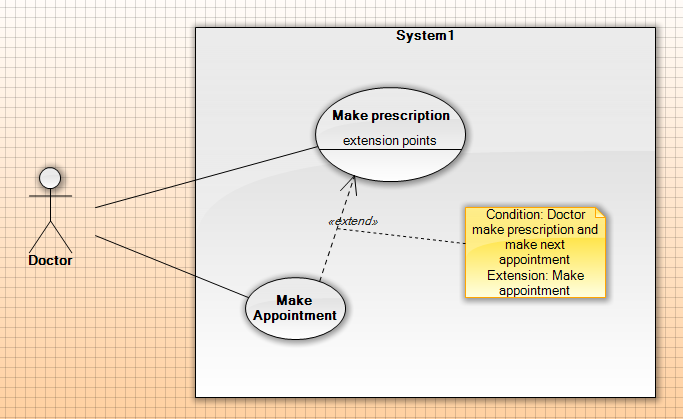 System1
Make prescription
extension points
«extend»
Condition: Doctor
make prescription and
make next
appointment
Extension: Make
appointment
Doctor
Make
Appointment